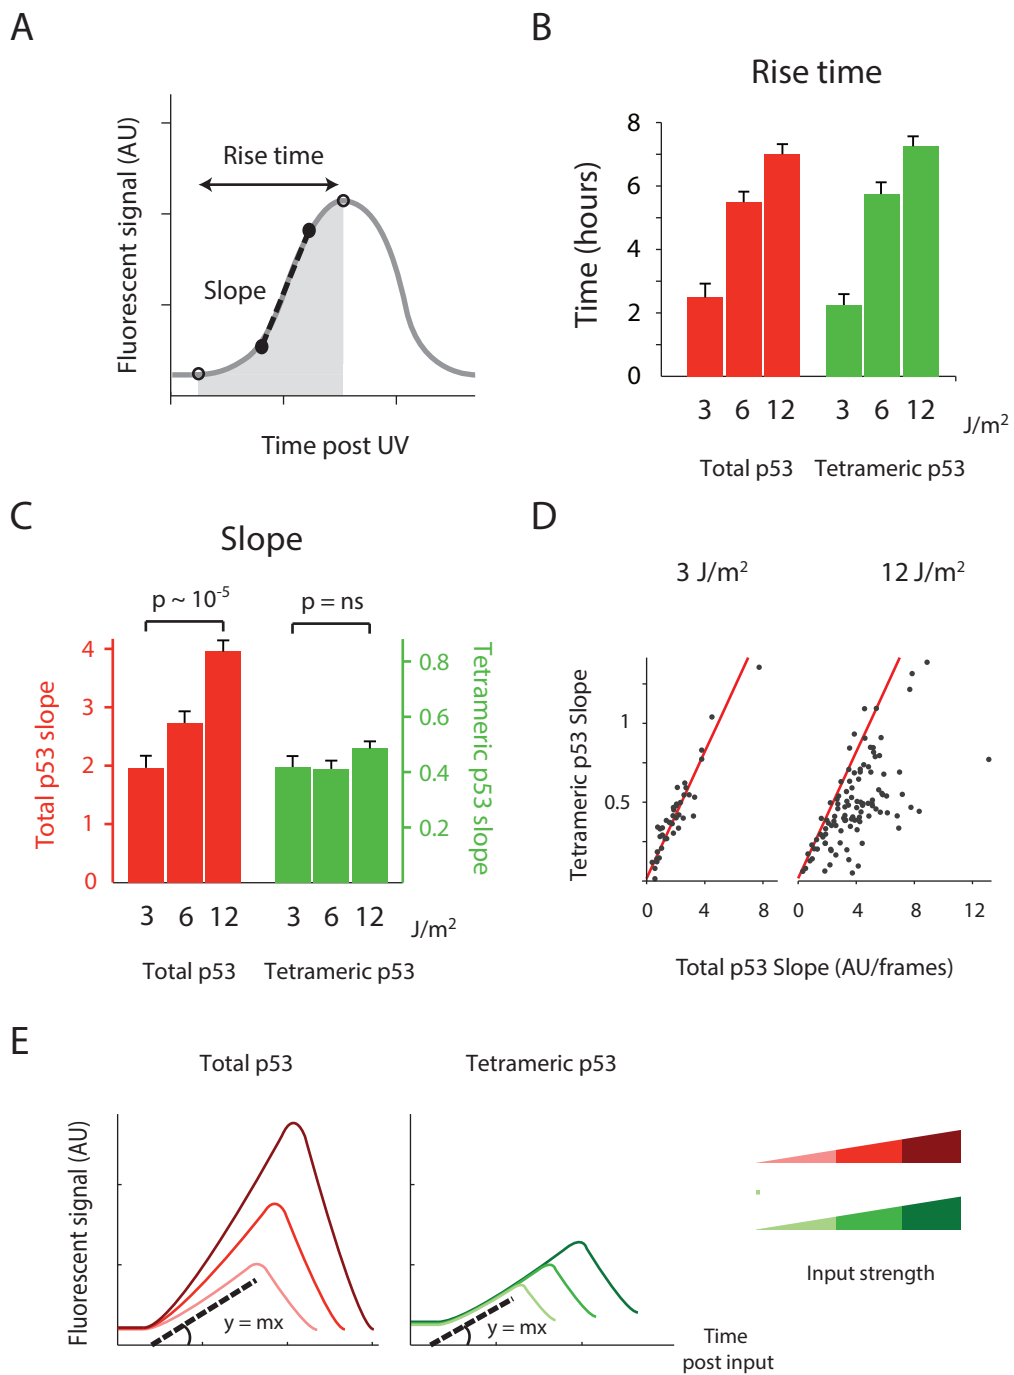 A
Fluorescent signal (AU)
Rise time
Slope
Time post UV
B
Rise time
Time (hours)
8
6
4
2
0
3 6 12 3 6 12
J/m²
Total p53 Tetrameric p53
C
Slope
p ~ 10⁻⁵
p = ns
Total p53 slope
4
3
2
1
0
0.8
0.6
0.4
0.2
Tetrameric p53 slope
3 6 12 3 6 12
J/m²
Total p53 Tetrameric p53
D
3 J/m² 12 J/m²
Tetrameric p53 Slope
1
0.5
0 4 8 0 4 8 12
Total p53 Slope (AU/frames)
E
Total p53 Tetrameric p53
Fluorescent signal (AU)
y = mx
y = mx
Input strength
Time
post input